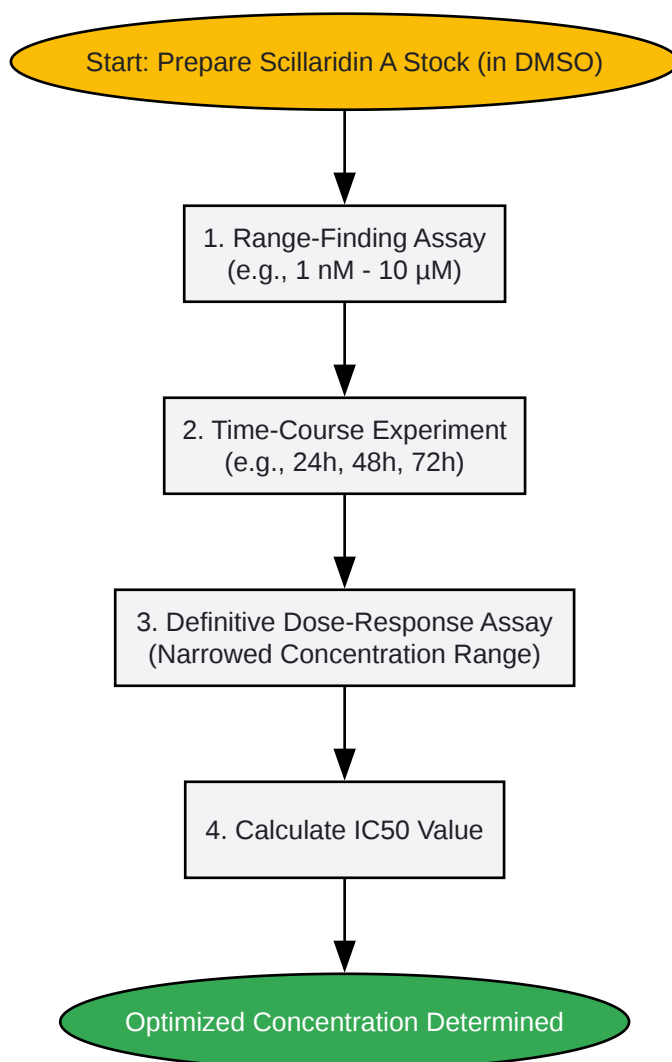 Start: Prepare Scillaridin A Stock (in DMSO)
1. Range-Finding Assay
(e.g., 1 nM - 10 µM)
2. Time-Course Experiment
(e.g., 24h, 48h, 72h)
3. Definitive Dose-Response Assay
(Narrowed Concentration Range)
4. Calculate IC50 Value
Optimized Concentration Determined